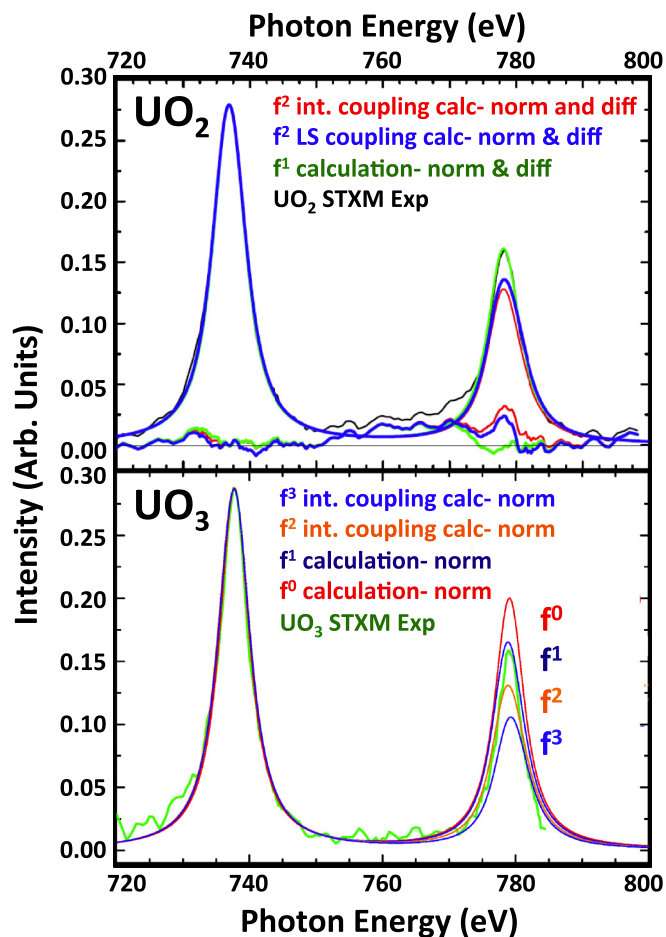 Photon Energy (eV)
720 740 760 780 800
0.30
UO₂
f² int. coupling calc- norm and diff
f² LS coupling calc- norm & diff
f¹ calculation- norm & diff
UO₂ STXM Exp
0.25
0.20
0.15
0.10
0.05
0.00
Intensity (Arb. Units)
0.30
UO₃
f³ int. coupling calc- norm
f² int. coupling calc- norm
f¹ calculation- norm
f⁰ calculation- norm
UO₃ STXM Exp
0.25
0.20
0.15
0.10
0.05
0.00
f⁰
f¹
f²
f³
720 740 760 780 800
Photon Energy (eV)